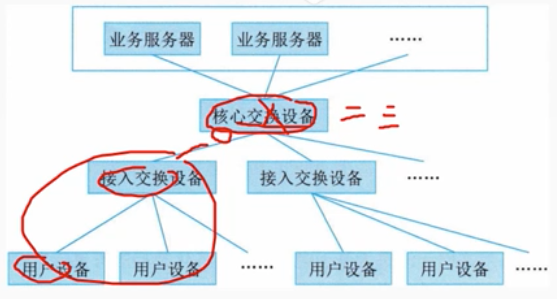 业务服务器 业务服务器 ……
核心交换设备 二 三
接入交换设备 接入交换设备 ……
用户设备 用户设备 …… 用户设备 用户设备 ……